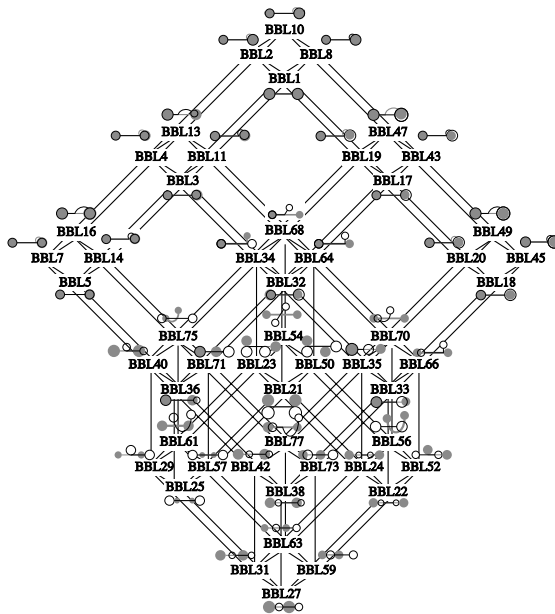 BBL10
BBL2 BBL8
BBL1
BBL13 BBL47
BBL4 BBL11 BBL19 BBL43
BBL3 BBL17
BBL68
BBL16 BBL49
BBL7 BBL14 BBL34 BBL64 BBL20 BBL45
BBL5 BBL32 BBL18
BBL75 BBL54 BBL70
BBL40 BBL71 BBL23 BBL50 BBL35 BBL66
BBL36 BBL21 BBL33
BBL61 BBL77 BBL56
BBL29 BBL57 BBL42 BBL73 BBL24 BBL52
BBL25 BBL38 BBL22
BBL63
BBL31 BBL59
BBL27